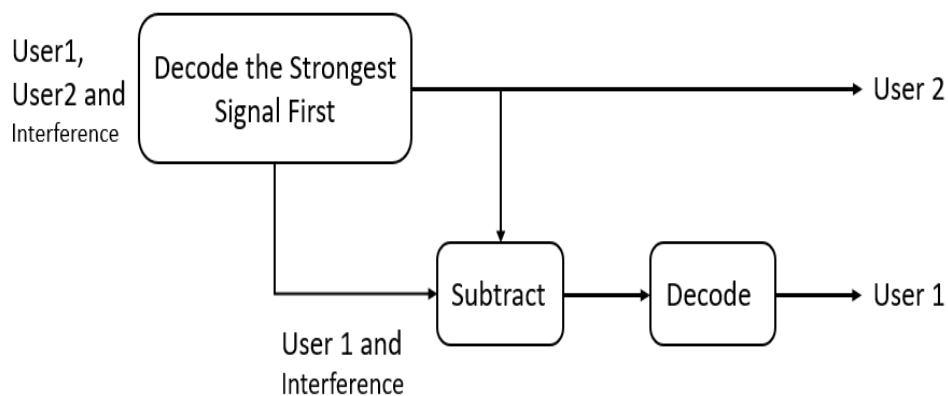 User1,
User2 and
Interference
Decode the Strongest
Signal First
User 2
Subtract
Decode
User 1
User 1 and
Interference